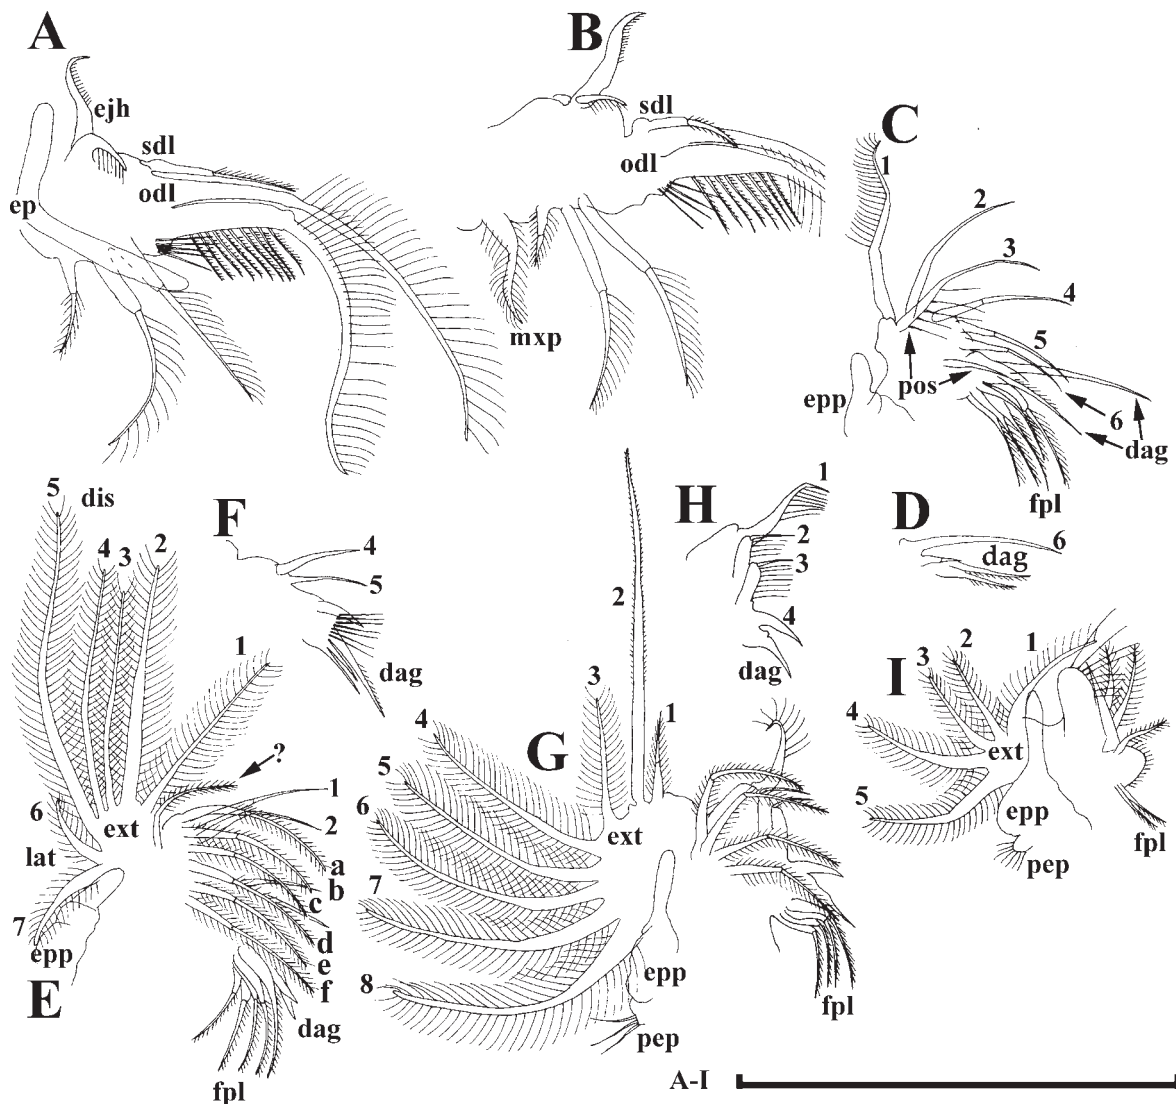 A
ejh
sdl
odl
ep
B
sdl
odl
mxp
C
1
2
3
4
5
6
pos
epp
dag
fpl
D
6
dag
E
5
dis
4
3
2
1
?
6
ext
lat
7
epp
1
2
a
b
c
d
e
f
dag
fpl
F
4
5
dag
G
2
3
1
4
5
6
ext
7
8
epp
pep
fpl
H
1
2
3
4
dag
I
3
2
1
4
ext
5
epp
pep
fpl
A-I